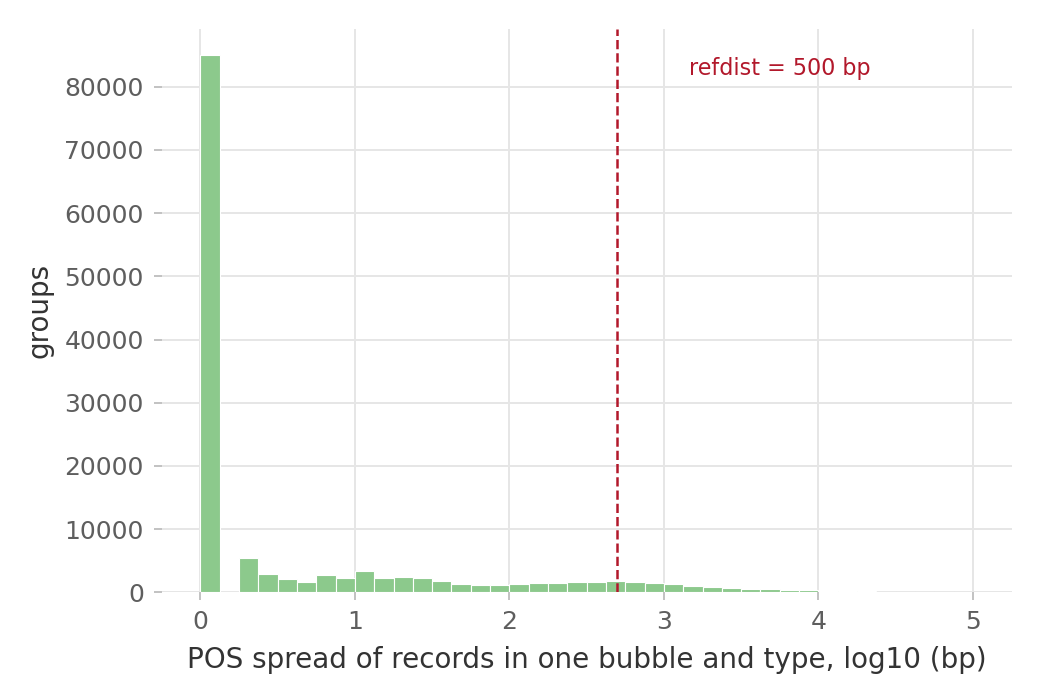 refdist = 500 bp
80000
70000
60000
50000
40000
30000
20000
10000
0
groups
0 1 2 3 4 5
POS spread of records in one bubble and type, log10 (bp)